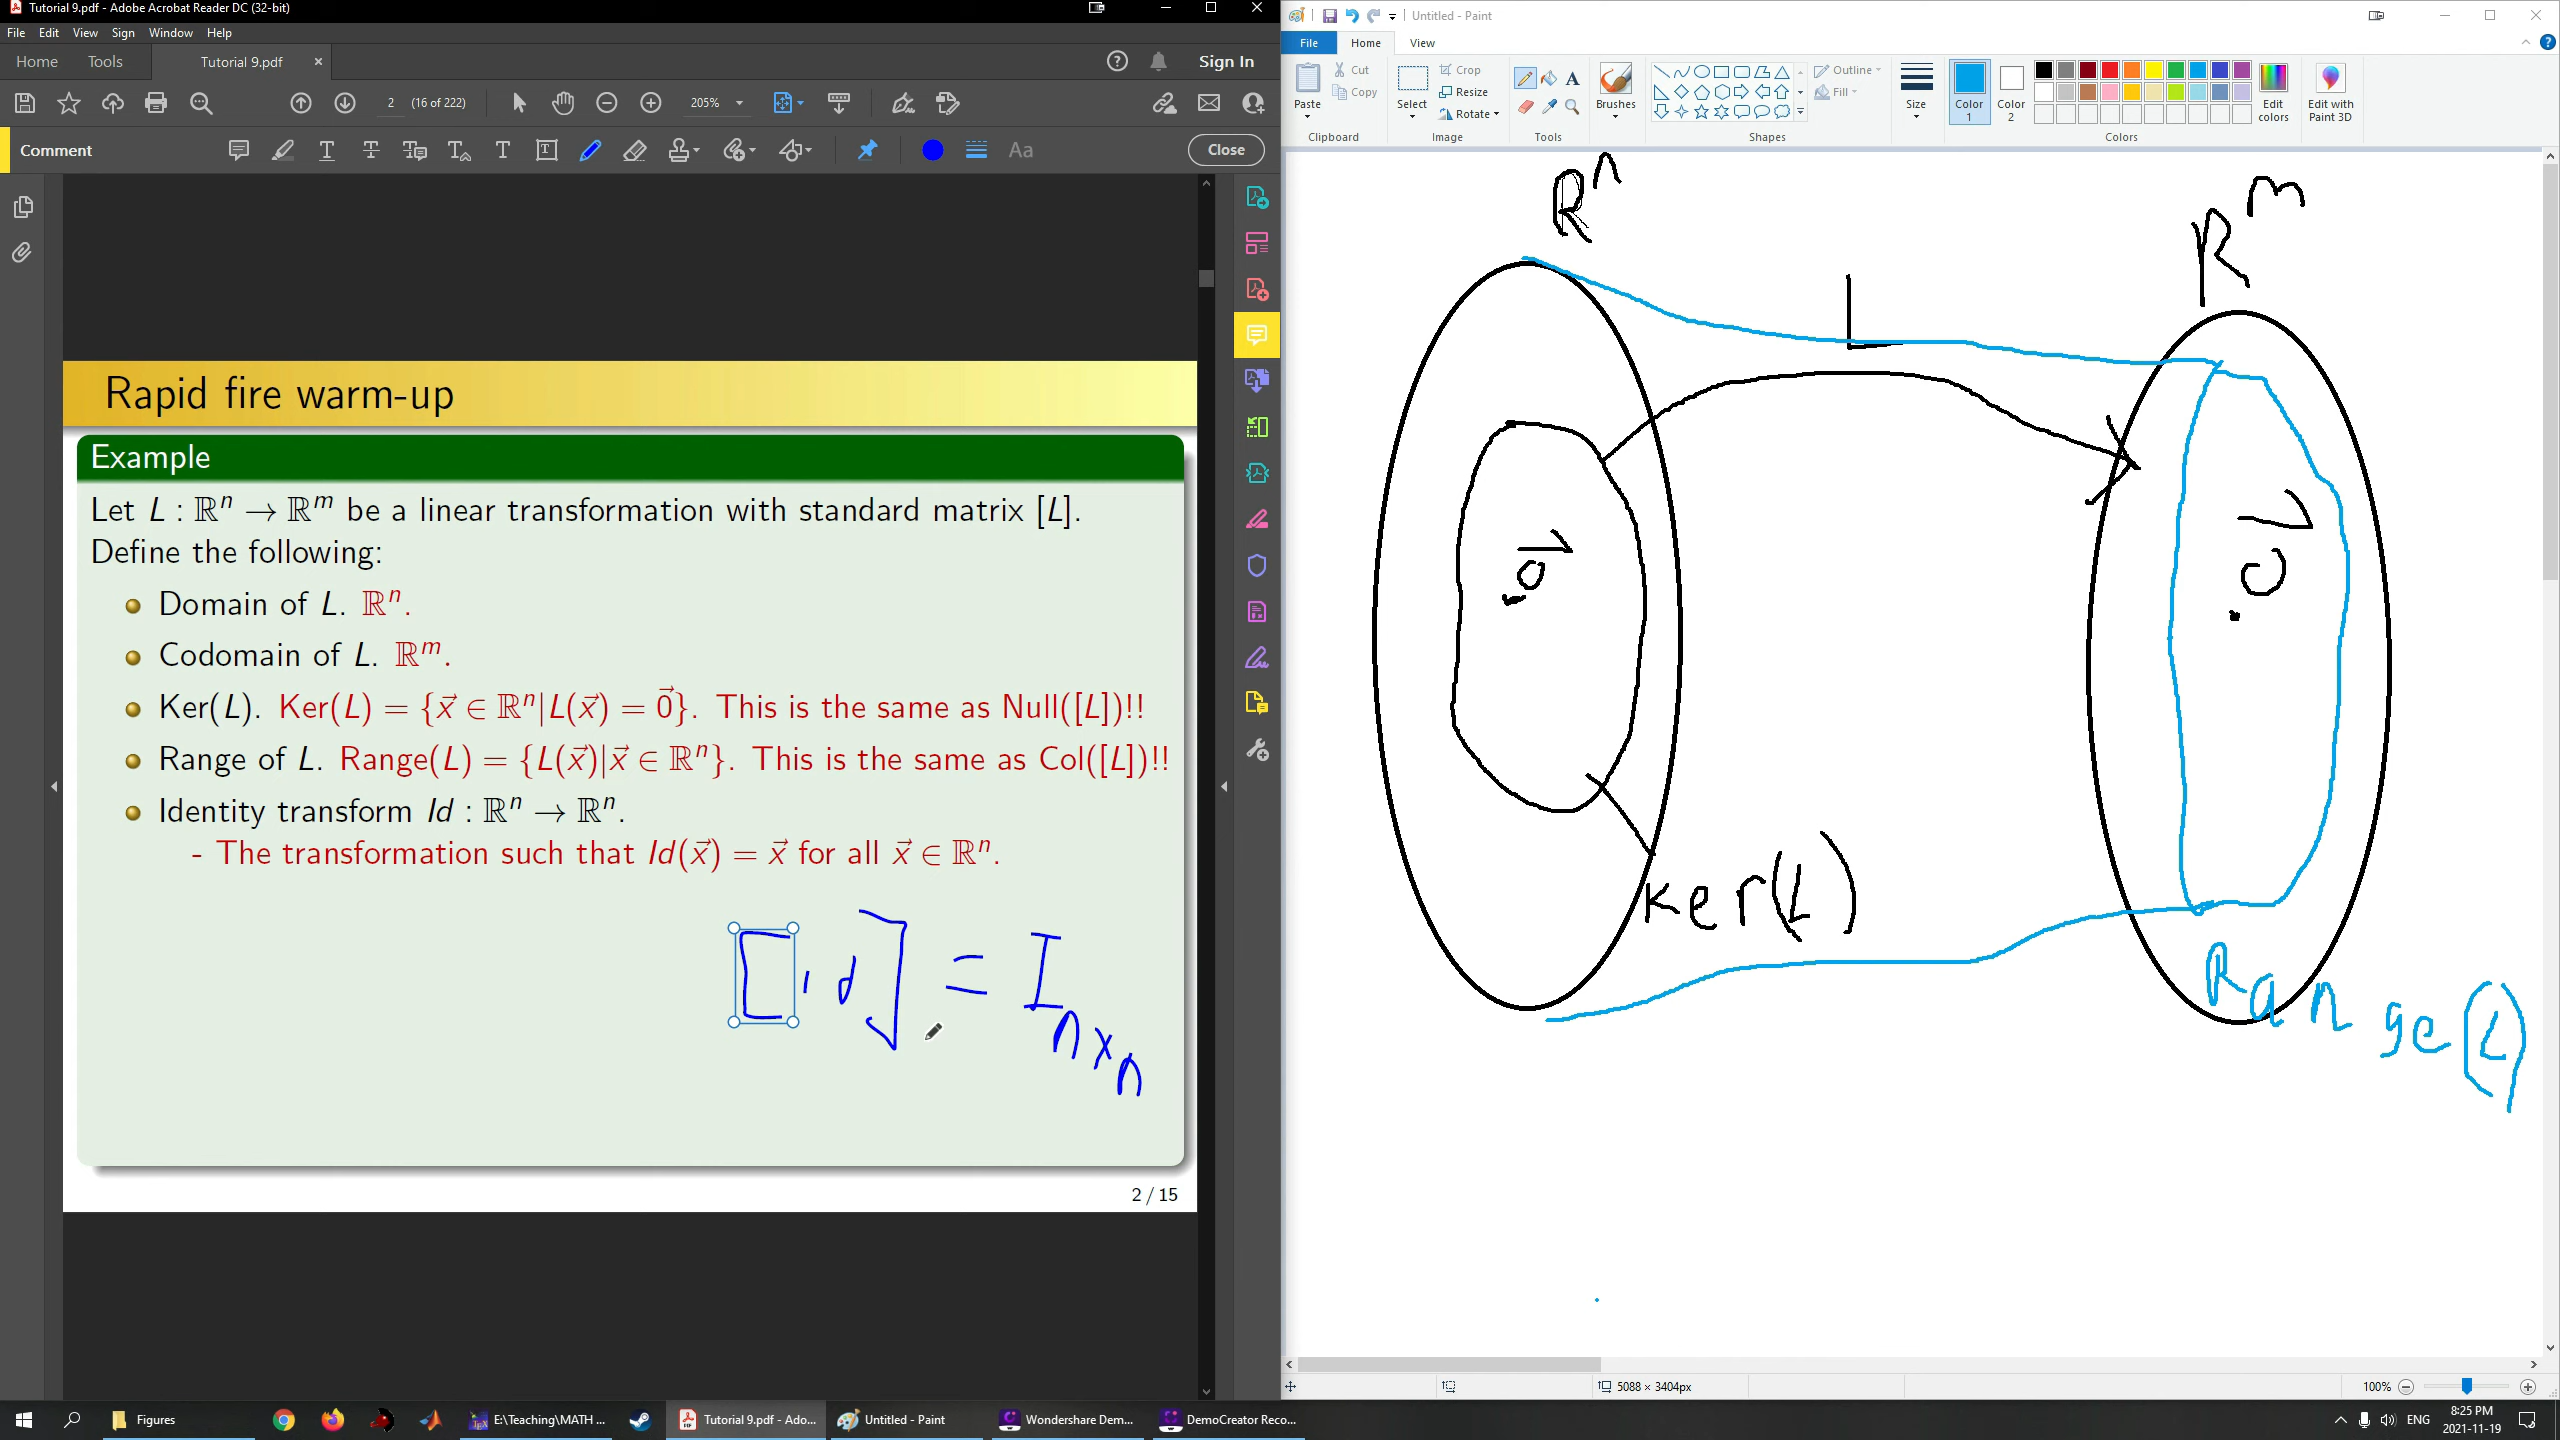 Tutorial 9.pdf - Adobe Acrobat Reader DC (32-bit)
File Edit View Sign Window Help
Home Tools Tutorial 9.pdf × Sign In
2 (16 of 222) 205%
Comment Aa Close
Rapid fire warm-up
Example
Let L : ℝⁿ → ℝᵐ be a linear transformation with standard matrix [L].
Define the following:
Domain of L. ℝⁿ.
Codomain of L. ℝᵐ.
Ker(L). Ker(L) = {x⃗ ∈ ℝⁿ|L(x⃗) = 0⃗}. This is the same as Null([L])!!
Range of L. Range(L) = {L(x⃗)|x⃗ ∈ ℝⁿ}. This is the same as Col([L])!!
Identity transform Id : ℝⁿ → ℝⁿ.
- The transformation such that Id(x⃗) = x⃗ for all x⃗ ∈ ℝⁿ.
[id] = I n×n
2 / 15
Untitled - Paint
File Home View
Paste Cut Copy Select Crop Resize Rotate Brushes Outline Fill Size Color 1 Color 2 Edit colors Edit with Paint 3D
Clipboard Image Tools Shapes Colors
ℝⁿ
ℝᵐ
L
0⃗
0⃗
Ker(L)
Range(L)
5088 × 3404px 100%
Figures E:\Teaching\MATH ... Tutorial 9.pdf - Ado... Untitled - Paint Wondershare Dem... DemoCreator Reco... ENG
8:25 PM
2021-11-19